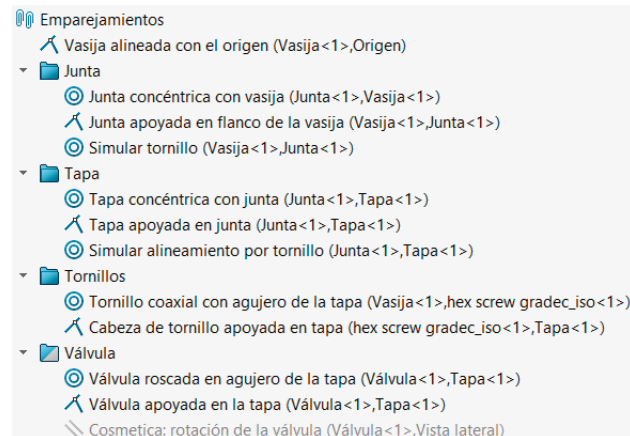 Emparejamientos
Vasija alineada con el origen (Vasija<1>,Origen)
Junta
Junta concéntrica con vasija (Junta<1>,Vasija<1>)
Junta apoyada en flanco de la vasija (Vasija<1>,Junta<1>)
Simular tornillo (Vasija<1>,Junta<1>)
Tapa
Tapa concéntrica con junta (Junta<1>,Tapa<1>)
Tapa apoyada en junta (Junta<1>,Tapa<1>)
Simular alineamiento por tornillo (Junta<1>,Tapa<1>)
Tornillos
Tornillo coaxial con agujero de la tapa (Vasija<1>,hex screw gradec_iso<1>)
Cabeza de tornillo apoyada en tapa (hex screw gradec_iso<1>,Tapa<1>)
Válvula
Válvula roscada en agujero de la tapa (Válvula<1>,Tapa<1>)
Válvula apoyada en la tapa (Válvula<1>,Tapa<1>)
Cosmetica: rotación de la válvula (Válvula<1>,Vista lateral)